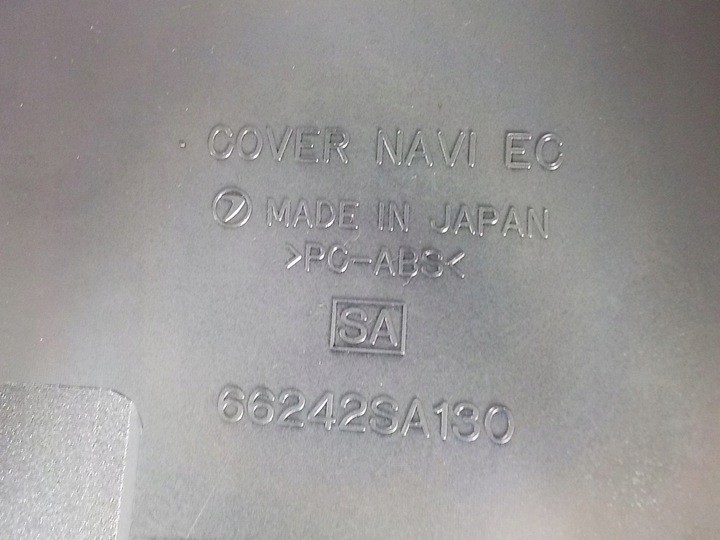 COVER NAVI EC
MADE IN JAPAN
>PC-ABS<
SA
66242SA130